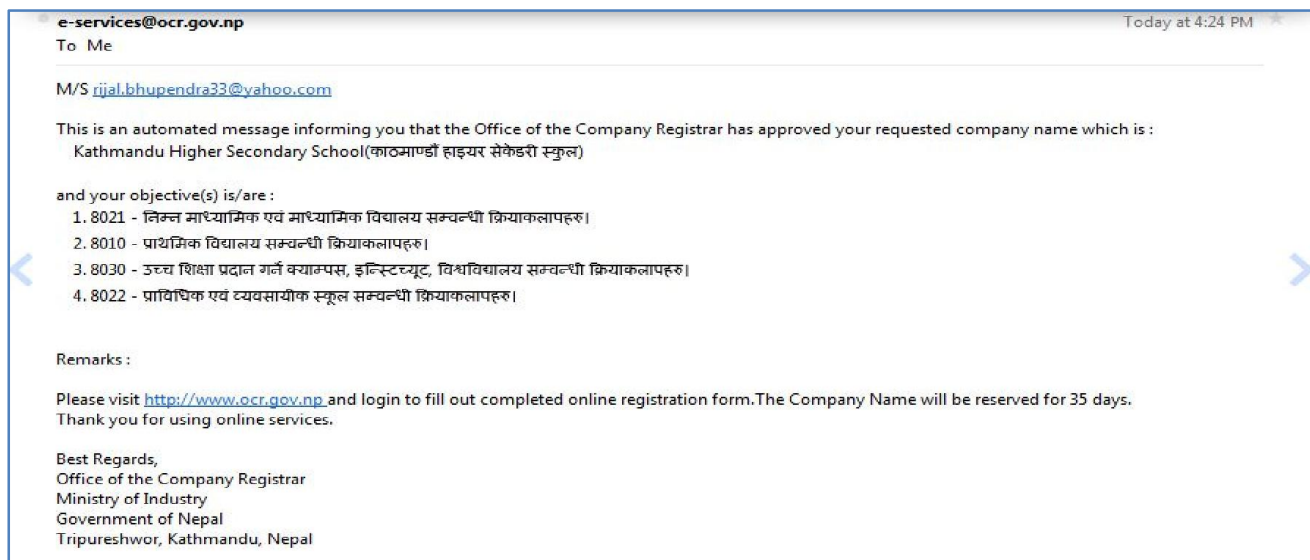 e-services@ocr.gov.np
Today at 4:24 PM
To Me
M/S rijal.bhupendra33@yahoo.com
This is an automated message informing you that the Office of the Company Registrar has approved your requested company name which is :
Kathmandu Higher Secondary School(काठमाण्डौं हाइयर सेकेडरी स्कुल)
and your objective(s) is/are :
1. 8021 - निम्न माध्यामिक एवं माध्यामिक विद्यालय सम्वन्धी क्रियाकलापहरु।
2. 8010 - प्राथमिक विद्यालय सम्वन्धी क्रियाकलापहरु।
3. 8030 - उच्च शिक्षा प्रदान गर्ने क्याम्पस, इन्स्टिच्यूट, विश्वविद्यालय सम्वन्धी क्रियाकलापहरु।
4. 8022 - प्राविधिक एवं व्यवसायीक स्कूल सम्वन्धी क्रियाकलापहरु।
Remarks :
Please visit http://www.ocr.gov.np and login to fill out completed online registration form.The Company Name will be reserved for 35 days.
Thank you for using online services.
Best Regards,
Office of the Company Registrar
Ministry of Industry
Government of Nepal
Tripureshwor, Kathmandu, Nepal